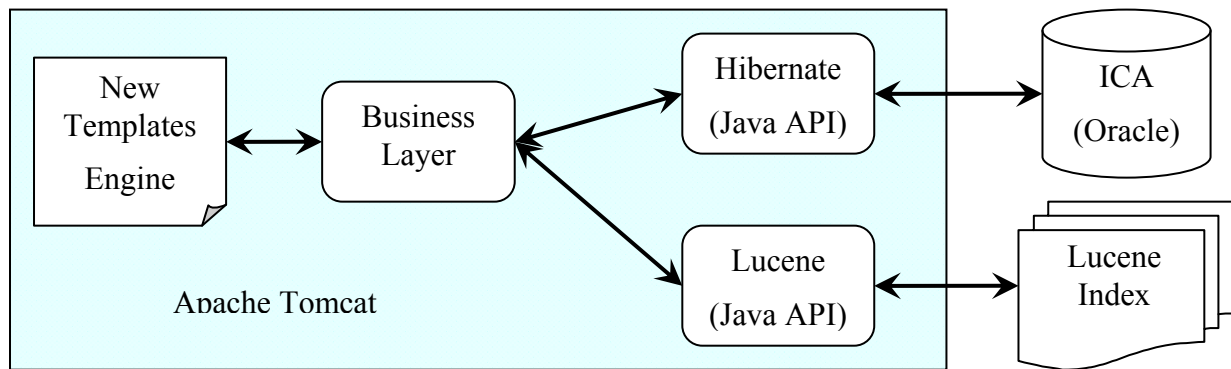 New
Templates
Engine
Business
Layer
Hibernate
(Java API)
ICA
(Oracle)
Lucene
(Java API)
Lucene
Index
Apache Tomcat